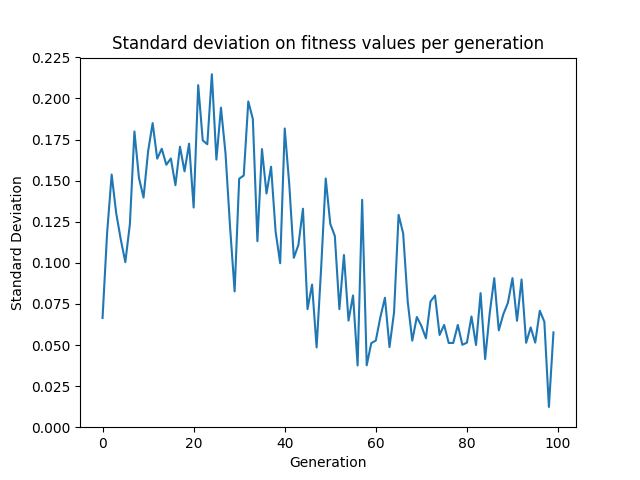 Standard deviation on fitness values per generation
0.225
0.200
0.175
0.150
0.125
0.100
0.075
0.050
0.025
0.000
Standard Deviation
0 20 40 60 80 100
Generation